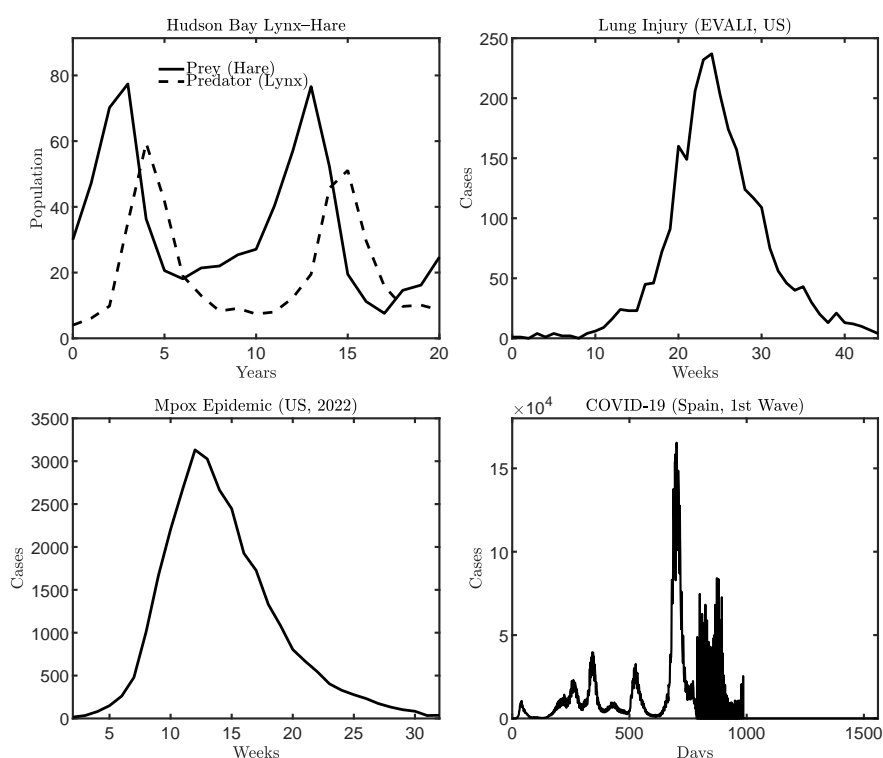 Hudson Bay Lynx–Hare
Prey (Hare)
Predator (Lynx)
Population
80
60
40
20
0
0 5 10 15 20
Years
Lung Injury (EVALI, US)
Cases
250
200
150
100
50
0
0 10 20 30 40
Weeks
Mpox Epidemic (US, 2022)
Cases
3500
3000
2500
2000
1500
1000
500
0
5 10 15 20 25 30
Weeks
COVID-19 (Spain, 1st Wave)
×10⁴
Cases
15
10
5
0
0 500 1000 1500
Days